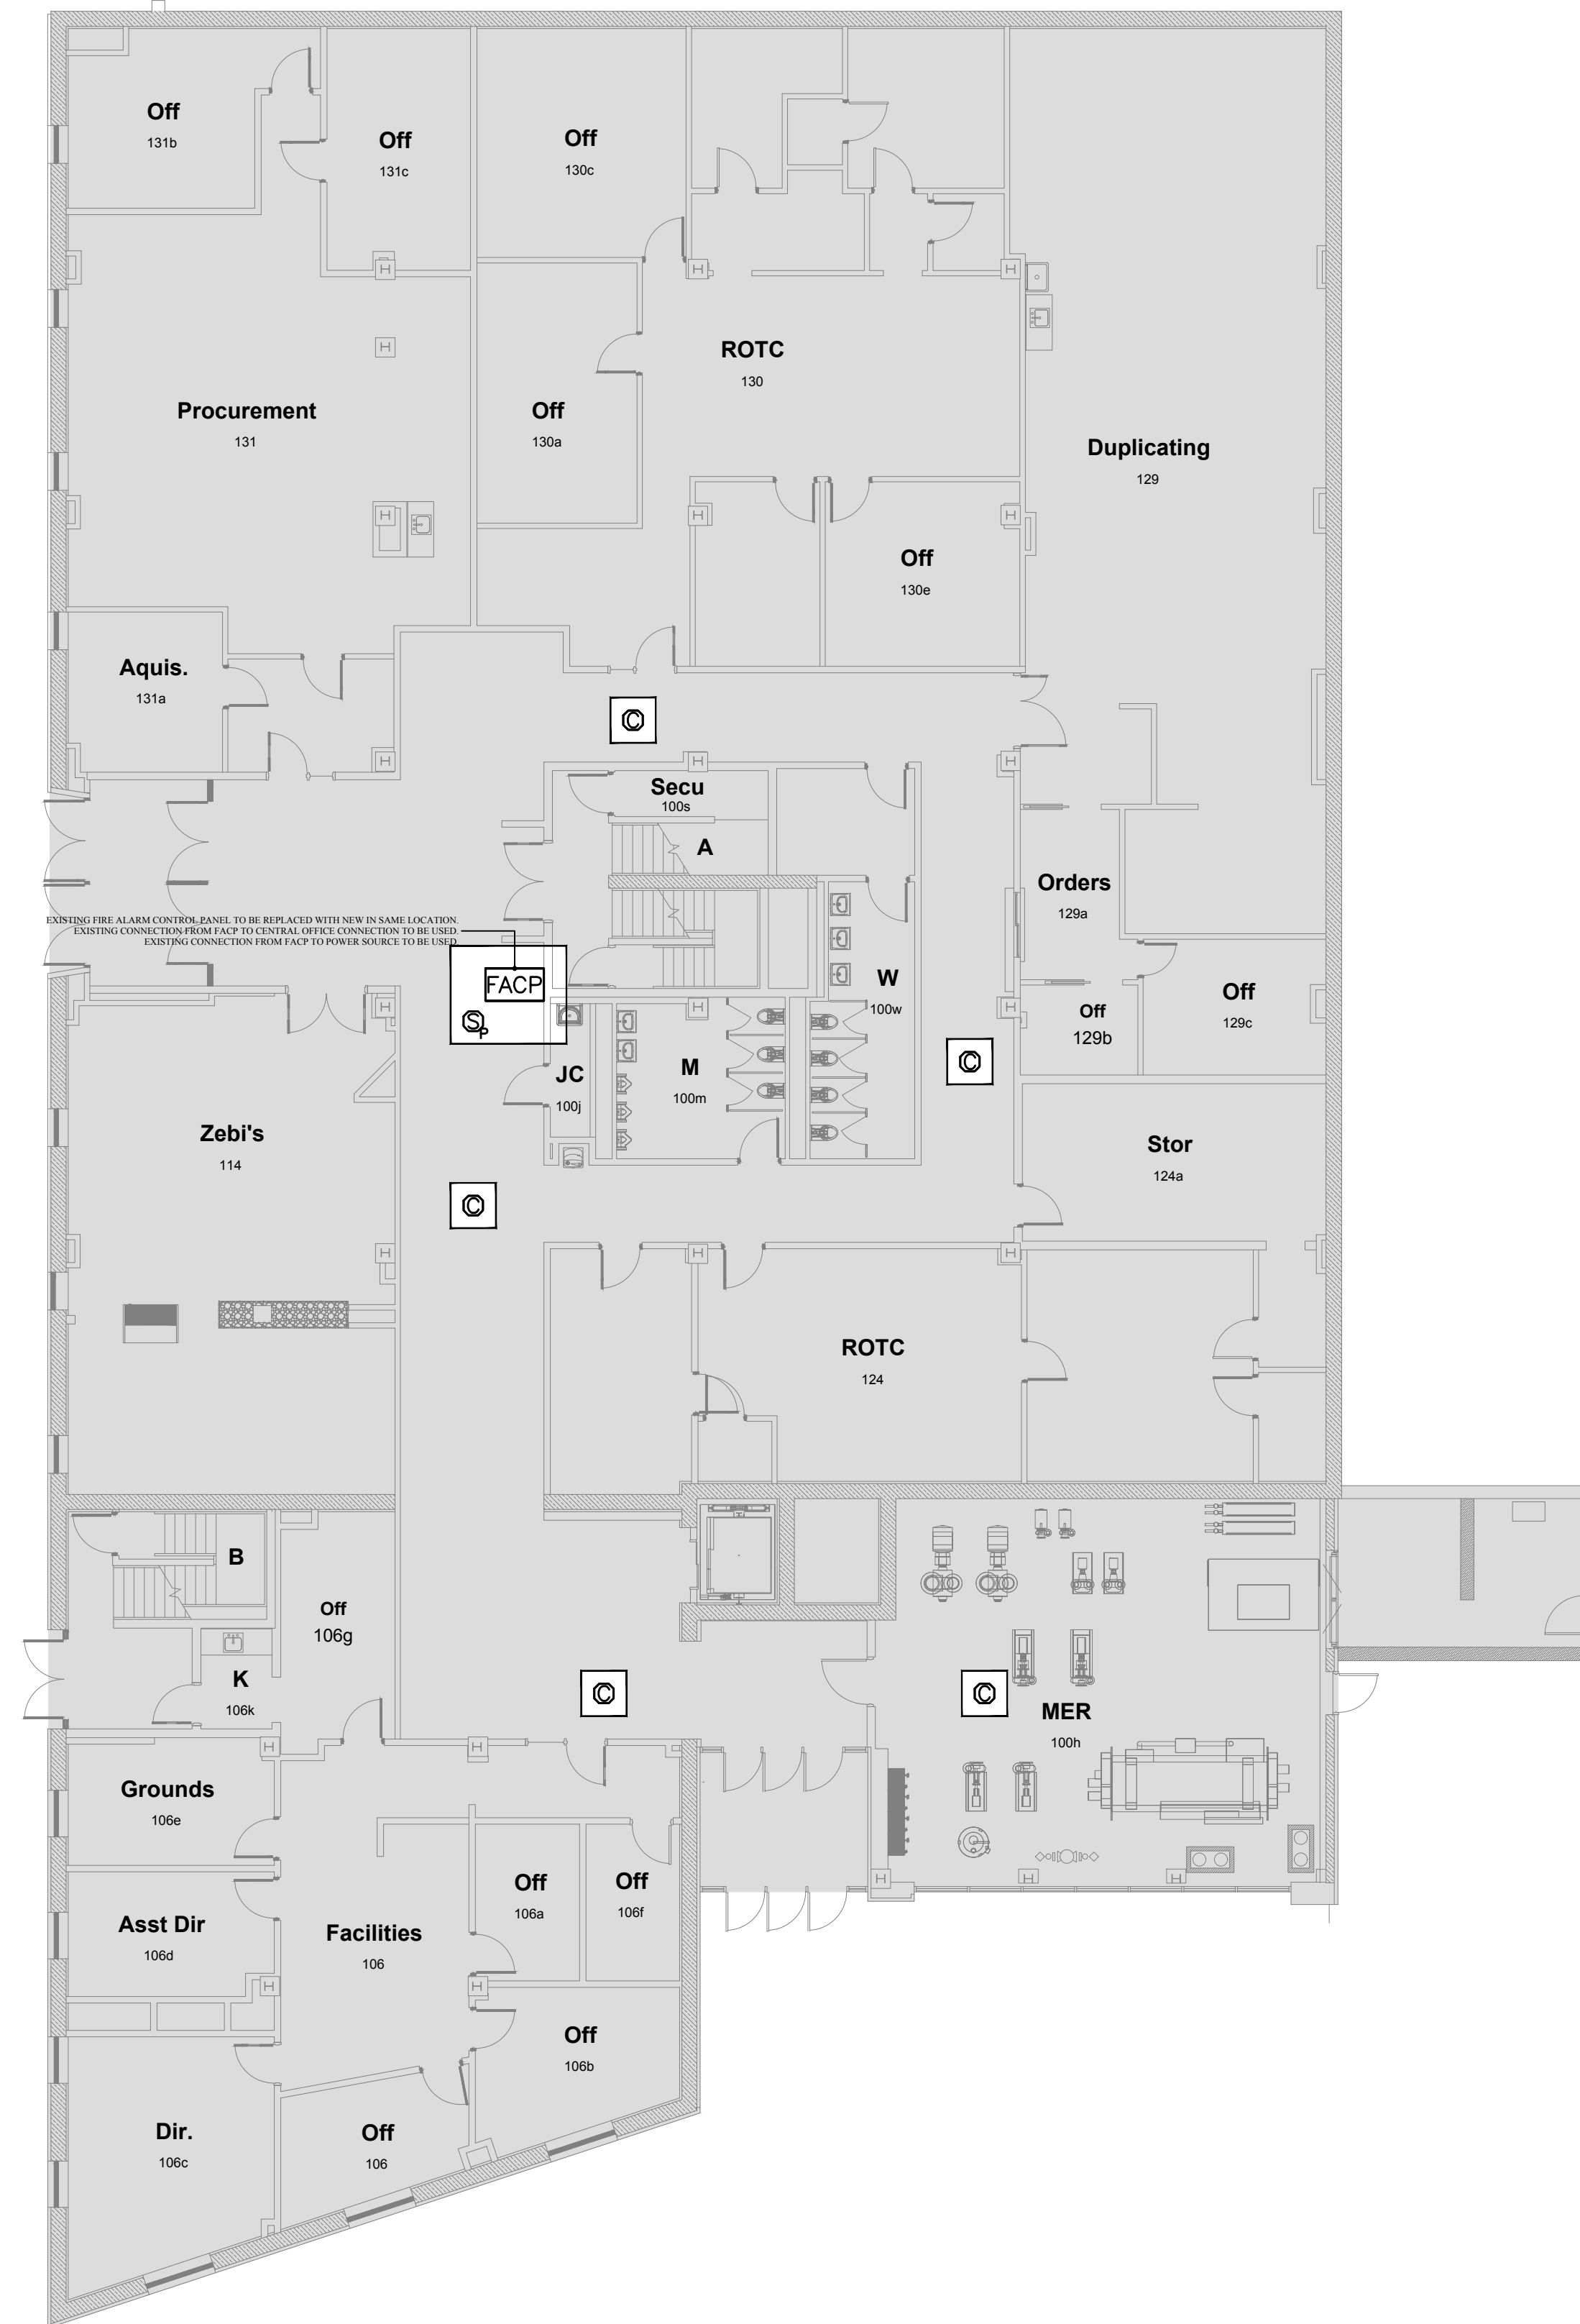 Off
131b
Off
131c
Off
130c
H
H
H
H
ROTC
130
Procurement
131
Off
130a
Duplicating
129
H
H
H
Off
130e
Aquis.
131a
C
H
H
H
Secu
100s
A
Orders
129a
EXISTING FIRE ALARM CONTROL PANEL TO BE REPLACED WITH NEW IN SAME LOCATION.
EXISTING CONNECTION FROM FACP TO CENTRAL OFFICE CONNECTION TO BE USED.
EXISTING CONNECTION FROM FACP TO POWER SOURCE TO BE USED.
FACP
S
P
W
100w
Off
129b
Off
129c
H
H
H
C
JC
100j
M
100m
Zebi's
114
Stor
124a
C
H
H
H
ROTC
124
B
Off
106g
K
106k
C
C
MER
100h
H
H
Grounds
106e
Off
106a
Off
106f
H
H
H
Asst Dir
106d
Facilities
106
H
H
Off
106b
Dir.
106c
Off
106